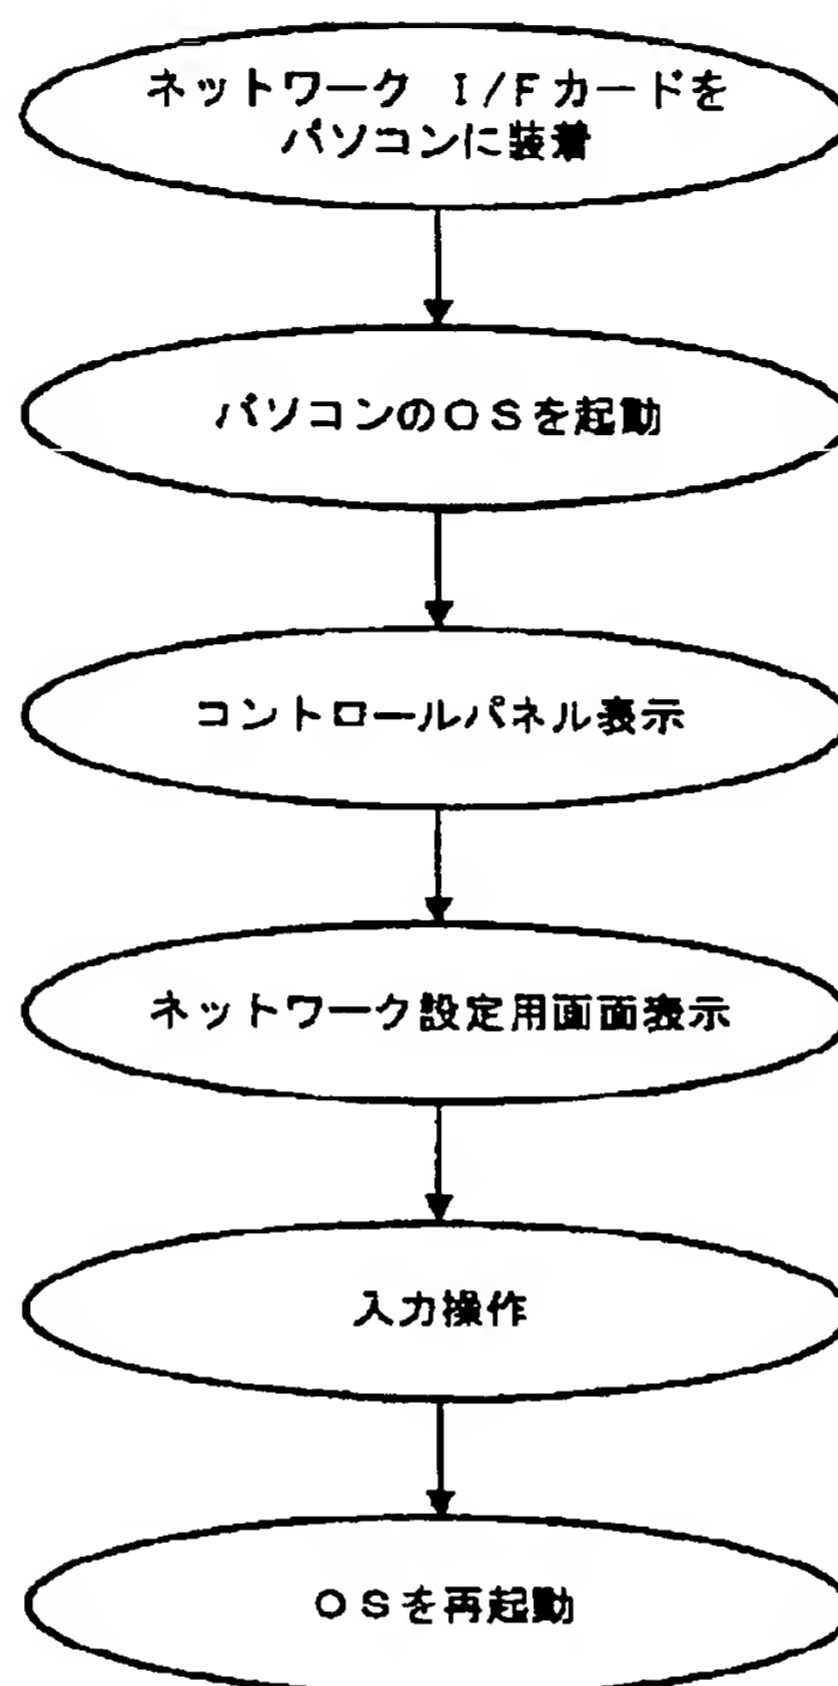 ネットワーク I/Fカードを
パソコンに装着
パソコンのOSを起動
コントロールパネル表示
ネットワーク設定用画面表示
入力操作
OSを再起動